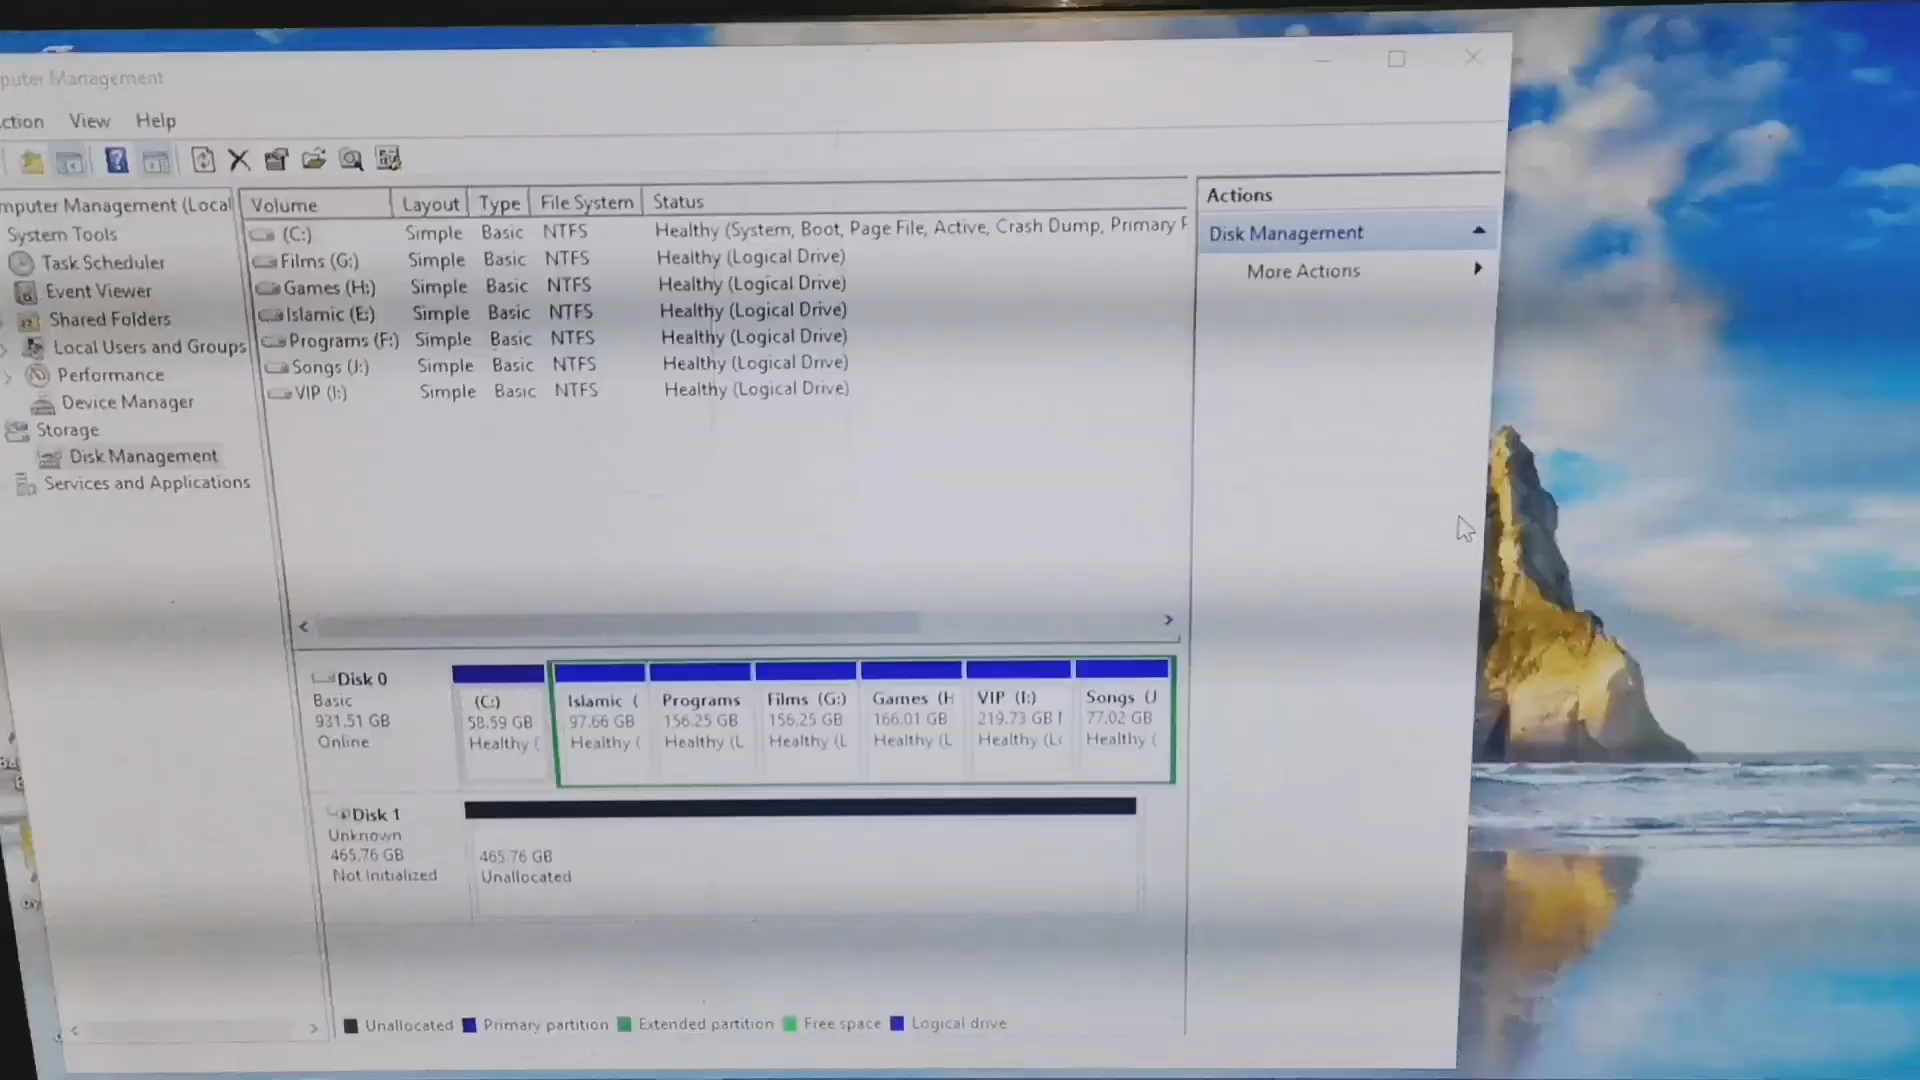 puter Management
ction View Help
mputer Management (Local
System Tools
Task Scheduler
Event Viewer
Shared Folders
Local Users and Groups
Performance
Device Manager
Storage
Disk Management
Services and Applications
Volume Layout Type File System Status
(C:) Simple Basic NTFS Healthy (System, Boot, Page File, Active, Crash Dump, Primary P
Films (G:) Simple Basic NTFS Healthy (Logical Drive)
Games (H:) Simple Basic NTFS Healthy (Logical Drive)
Islamic (E:) Simple Basic NTFS Healthy (Logical Drive)
Programs (F:) Simple Basic NTFS Healthy (Logical Drive)
Songs (J:) Simple Basic NTFS Healthy (Logical Drive)
VIP (I:) Simple Basic NTFS Healthy (Logical Drive)
Actions
Disk Management
More Actions
Disk 0
Basic
931.51 GB
Online
(C:)
58.59 GB
Healthy (
Islamic (
97.66 GB
Healthy (
Programs
156.25 GB
Healthy (L
Films (G:)
156.25 GB
Healthy (L
Games (H
166.01 GB
Healthy (L
VIP (I:)
219.73 GB
Healthy (L
Songs (J
77.02 GB
Healthy (
Disk 1
Unknown
465.76 GB
Not Initialized
465.76 GB
Unallocated
Unallocated Primary partition Extended partition Free space Logical drive